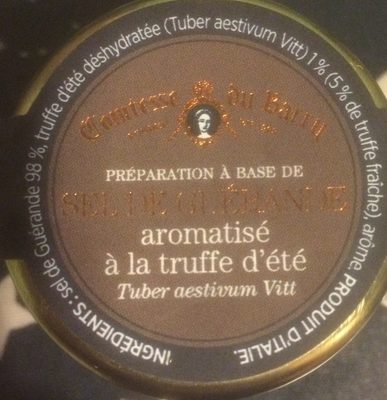 Comtesse du Barry
PRÉPARATION À BASE DE
SEL DE GUÉRANDE
aromatisé
à la truffe d'été
Tuber aestivum Vitt
INGRÉDIENTS : sel de Guérande 98 %, truffe d'été déshydratée (Tuber aestivum Vitt) 1% (5% de truffe fraîche), arôme PRODUIT D'ITALIE.